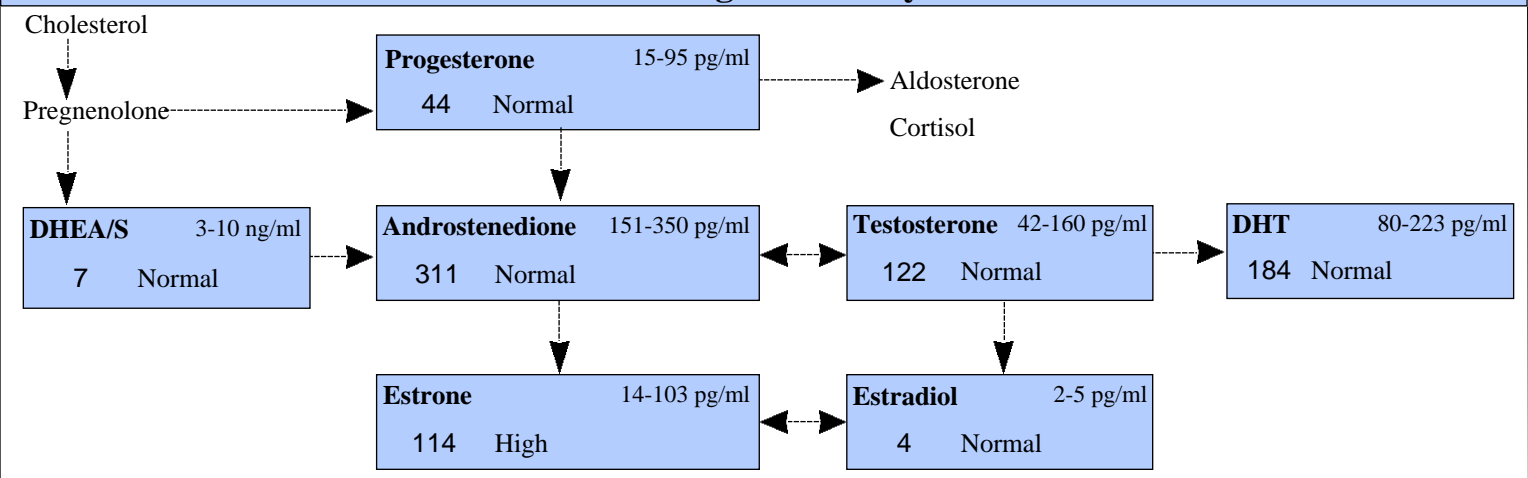 Cholesterol
Progesterone 15-95 pg/ml
44 Normal
Aldosterone
Pregnenolone
Cortisol
DHEA/S 3-10 ng/ml
7 Normal
Androstenedione 151-350 pg/ml
311 Normal
Testosterone 42-160 pg/ml
122 Normal
DHT 80-223 pg/ml
184 Normal
Estrone 14-103 pg/ml
114 High
Estradiol 2-5 pg/ml
4 Normal